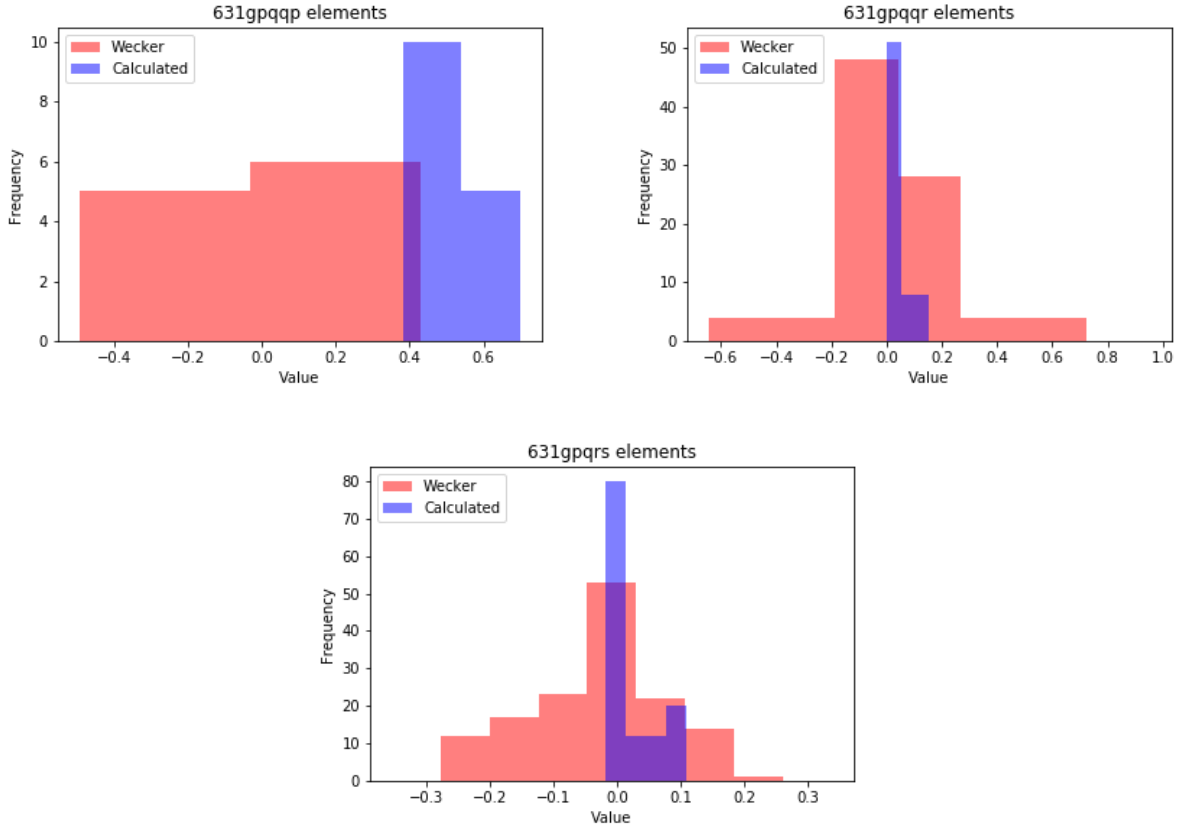 631gpqqp elements
Wecker
Calculated
Frequency
10
8
6
4
2
0
−0.4 −0.2 0.0 0.2 0.4 0.6
Value
631gpqqr elements
Wecker
Calculated
Frequency
50
40
30
20
10
0
−0.6 −0.4 −0.2 0.0 0.2 0.4 0.6 0.8 1.0
Value
631gpqrs elements
Wecker
Calculated
Frequency
80
70
60
50
40
30
20
10
0
−0.3 −0.2 −0.1 0.0 0.1 0.2 0.3
Value